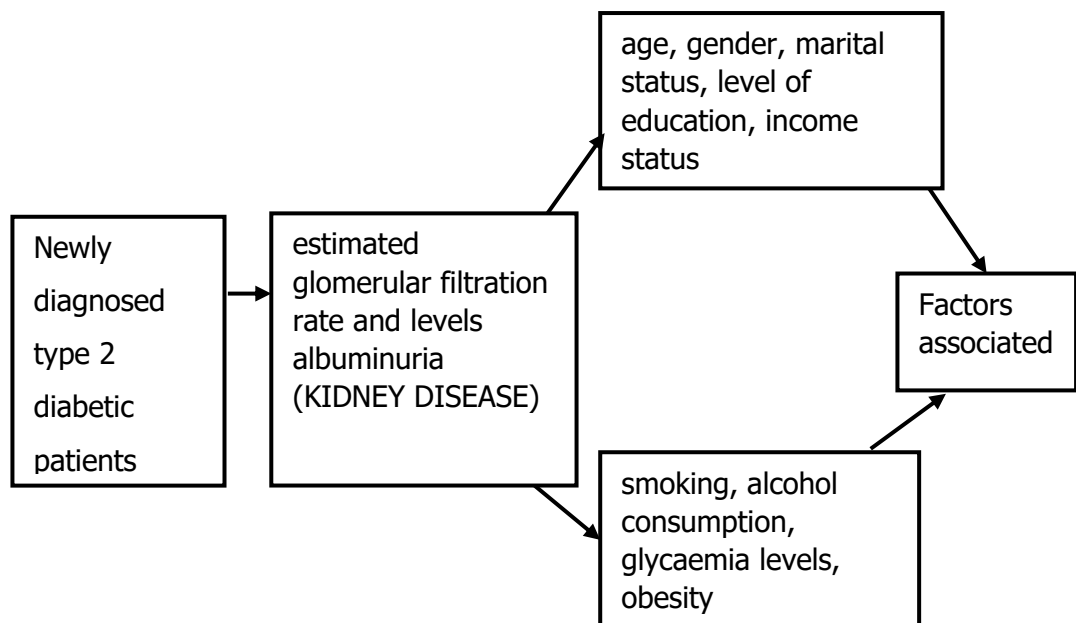 Newly
diagnosed
type 2
diabetic
patients
estimated
glomerular filtration
rate and levels
albuminuria
(KIDNEY DISEASE)
age, gender, marital
status, level of
education, income
status
smoking, alcohol
consumption,
glycaemia levels,
obesity
Factors
associated